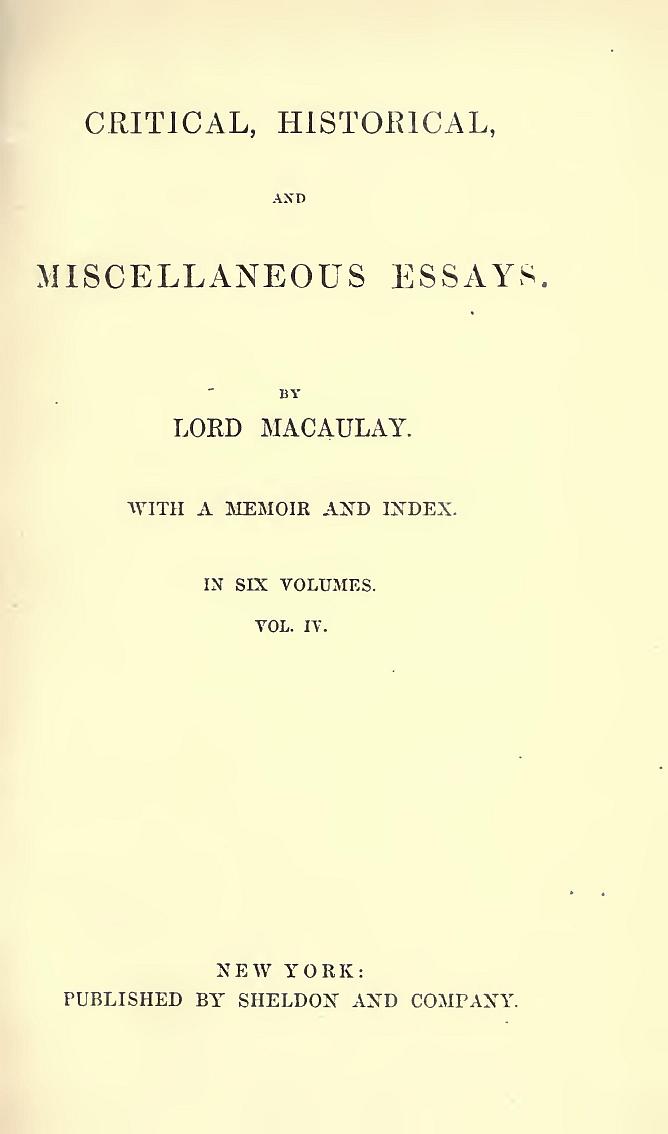 CRITICAL, HISTORICAL,
AND
MISCELLANEOUS ESSAYS.
BY
LORD MACAULAY.
WITH A MEMOIR AND INDEX.
IN SIX VOLUMES.
VOL. IV.
NEW YORK:
PUBLISHED BY SHELDON AND COMPANY.